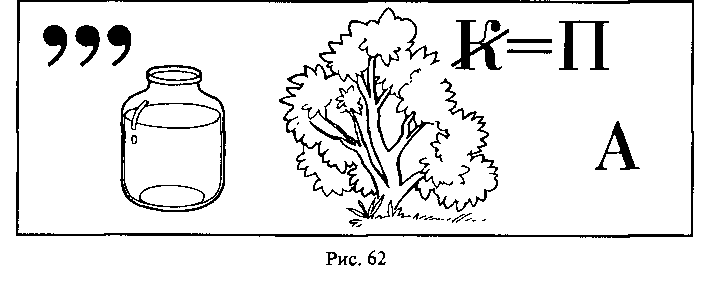 ,,, К=П
А
Рис. 62